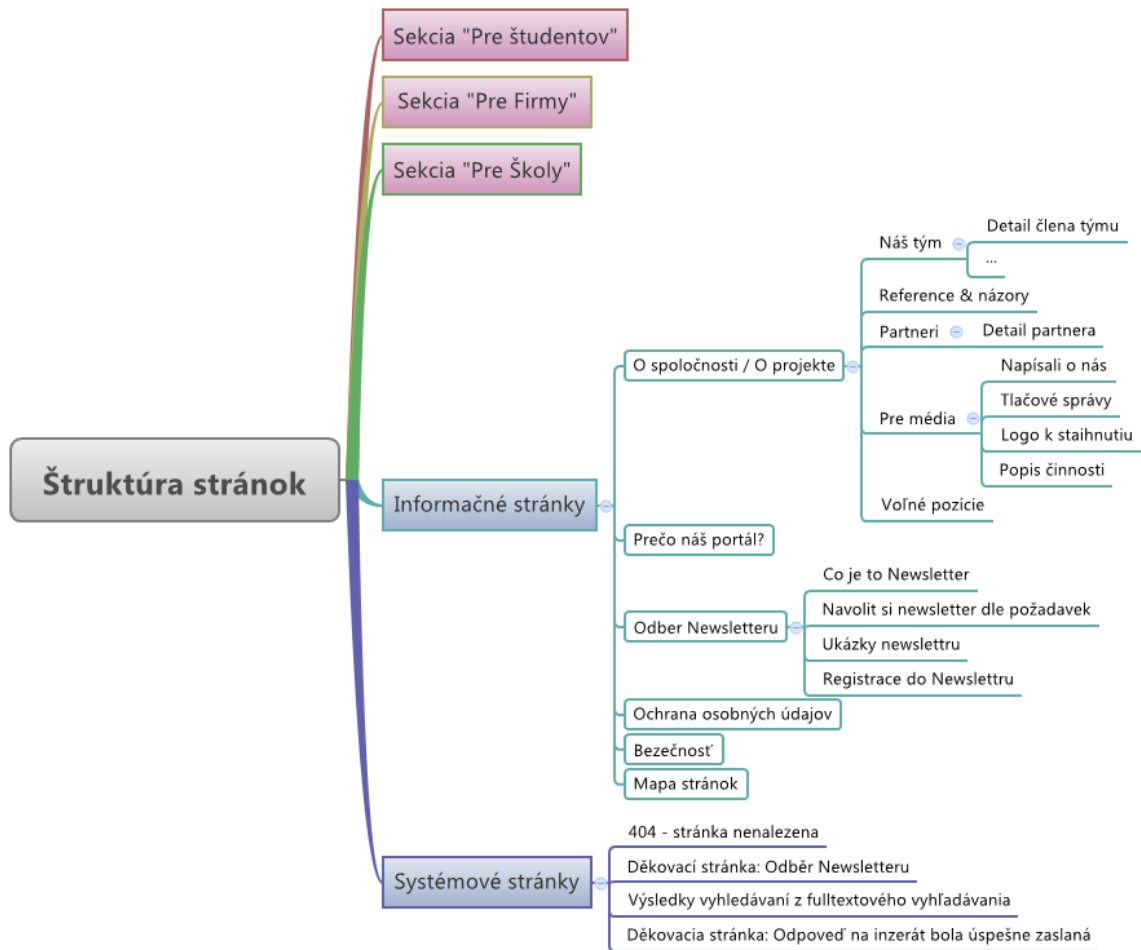 Štruktúra stránok
Sekcia "Pre študentov"
Sekcia "Pre Firmy"
Sekcia "Pre Školy"
Informačné stránky
O spoločnosti / O projekte
Náš tým
Detail člena týmu
...
Reference & názory
Partneri
Detail partnera
Pre média
Napísali o nás
Tlačové správy
Logo k staihnutiu
Popis činnosti
Voľné pozície
Prečo náš portál?
Odber Newsletteru
Co je to Newsletter
Navolit si newsletter dle požadavek
Ukázky newslettru
Registrace do Newslettru
Ochrana osobných údajov
Bezečnosť
Mapa stránok
Systémové stránky
404 - stránka nenalezena
Děkovací stránka: Odběr Newsletteru
Výsledky vyhledávaní z fulltextového vyhľadávania
Děkovacia stránka: Odpoveď na inzerát bola úspešne zaslaná